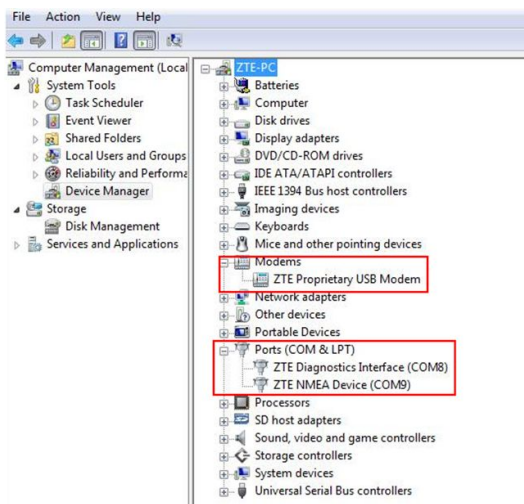 File Action View Help
Computer Management (Local
System Tools
Task Scheduler
Event Viewer
Shared Folders
Local Users and Groups
Reliability and Performa
Device Manager
Storage
Disk Management
Services and Applications
ZTE-PC
Batteries
Computer
Disk drives
Display adapters
DVD/CD-ROM drives
IDE ATA/ATAPI controllers
IEEE 1394 Bus host controllers
Imaging devices
Keyboards
Mice and other pointing devices
Modems
ZTE Proprietary USB Modem
Network adapters
Other devices
Portable Devices
Ports (COM & LPT)
ZTE Diagnostics Interface (COM8)
ZTE NMEA Device (COM9)
Processors
SD host adapters
Sound, video and game controllers
Storage controllers
System devices
Universal Serial Bus controllers